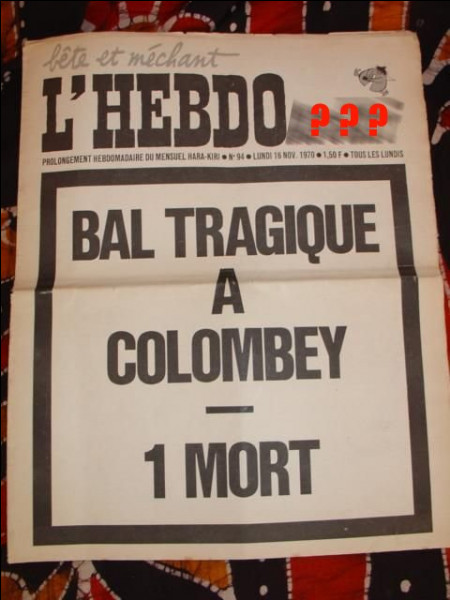 bête et méchant
L'HEBDO ???
PROLONGEMENT HEBDOMADAIRE DU MENSUEL HARA-KIRI ● N° 94 ● LUNDI 16 NOV. 1970 ● 1,50 F ● TOUS LES LUNDIS
BAL TRAGIQUE
A
COLOMBEY
—
1 MORT